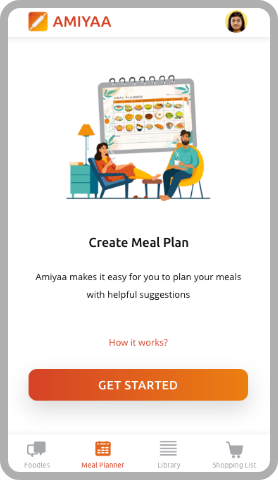 AMIYAA
MEAL PLANNER
Create Meal Plan
Amiyaa makes it easy for you to plan your meals
with helpful suggestions
How it works?
GET STARTED
Foodies
Meal Planner
Library
Shopping List